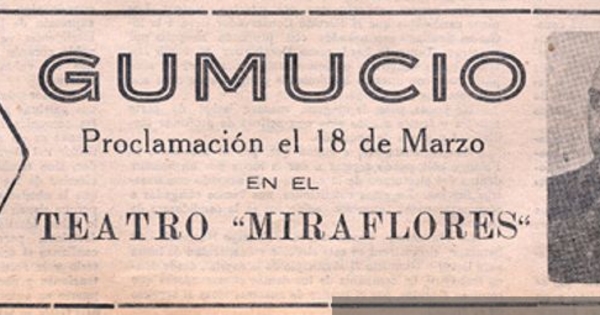 GUMUCIO
Proclamación el 18 de Marzo
EN EL
TEATRO “MIRAFLORES“